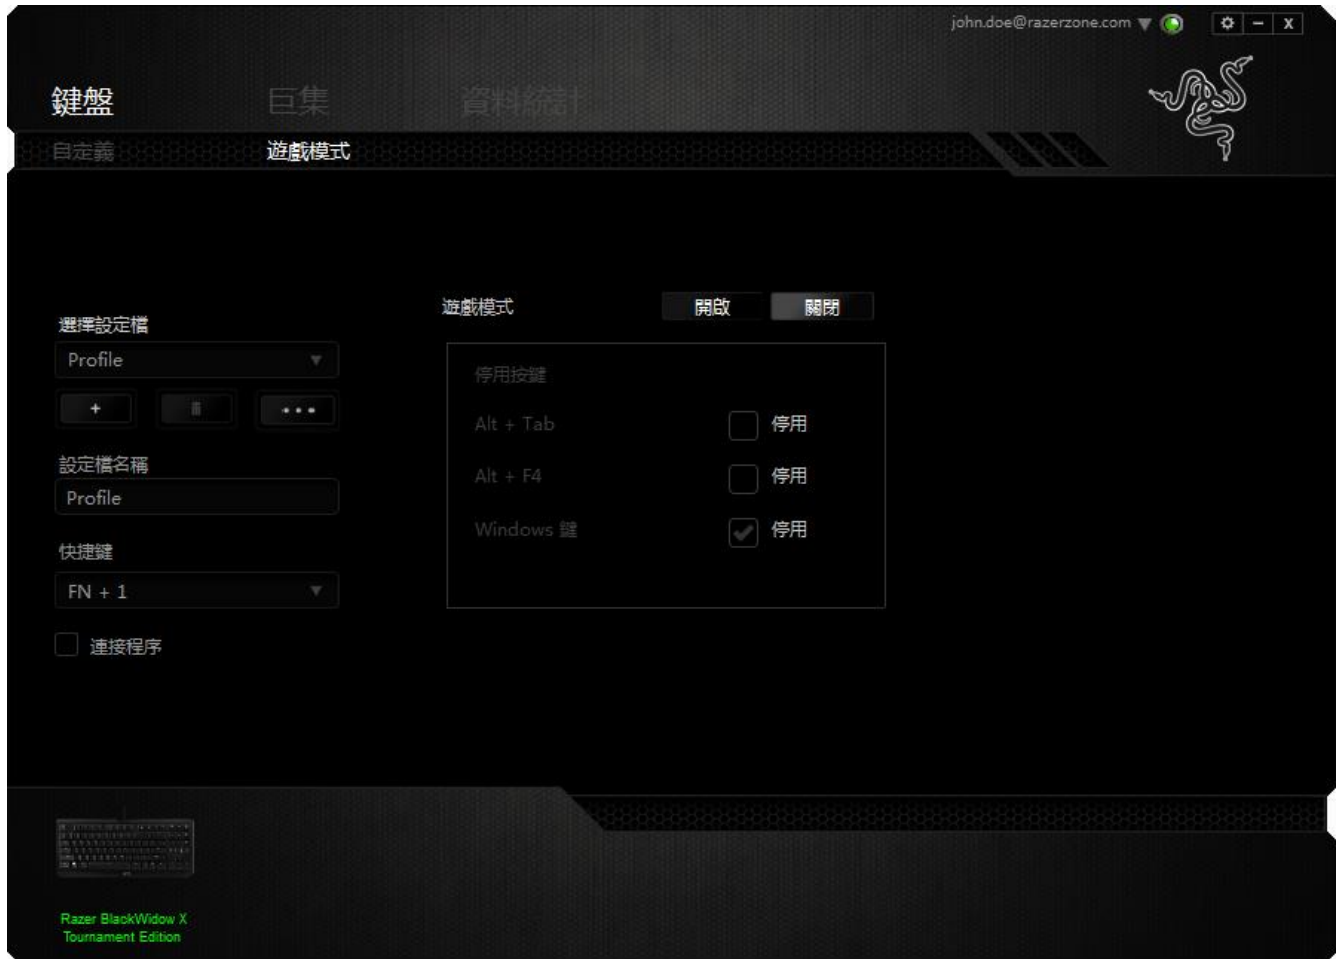 john.doe@razerzone.com
鍵盤 巨集 資料統計
自定義 遊戲模式
遊戲模式 開啟 關閉
選擇設定檔
Profile
設定檔名稱
Profile
快捷鍵
FN + 1
連接程序
停用按鍵
Alt + Tab 停用
Alt + F4 停用
Windows 鍵 停用
Razer BlackWidow X
Tournament Edition